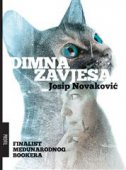 DIMNA
ZAVJESA
Josip Novaković
FINALIST
MEĐUNARODNOG
BOOKERA